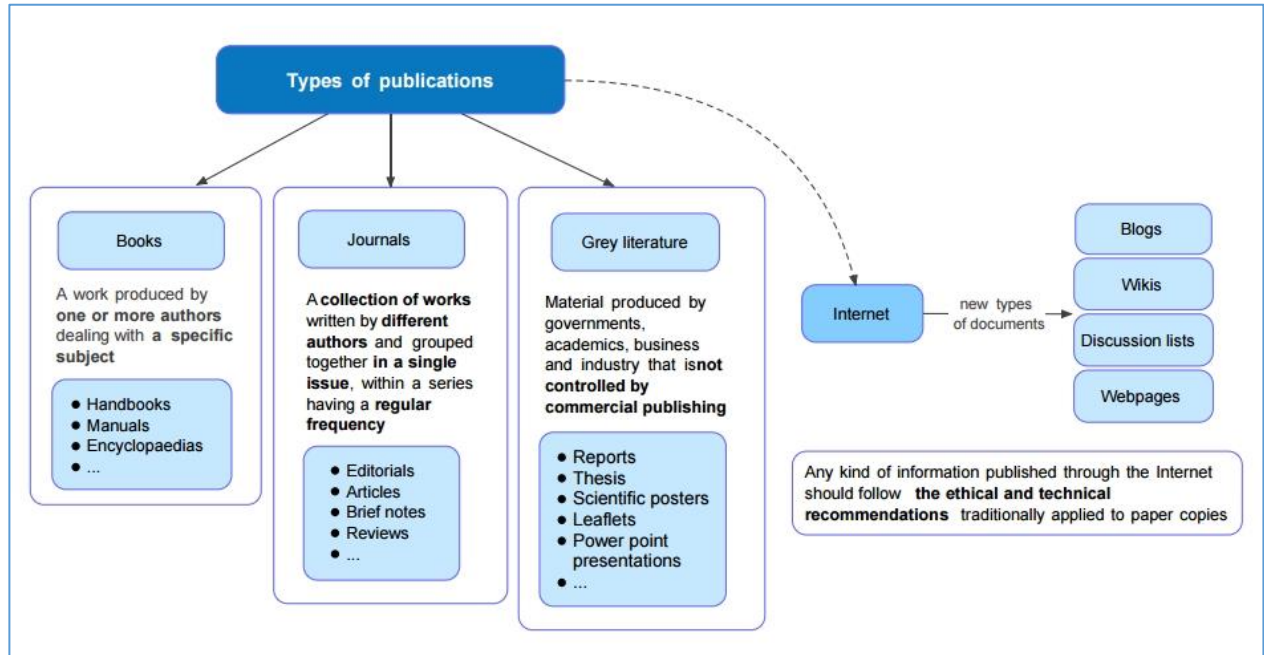 Types of publications
Books
A work produced by
one or more authors
dealing with a specific
subject
● Handbooks
● Manuals
● Encyclopaedias
● ...
Journals
A collection of works
written by different
authors and grouped
together in a single
issue, within a series
having a regular
frequency
● Editorials
● Articles
● Brief notes
● Reviews
● ...
Grey literature
Material produced by
governments,
academics, business
and industry that isnot
controlled by
commercial publishing
● Reports
● Thesis
● Scientific posters
● Leaflets
● Power point
presentations
● ...
Internet
new types
of documents
Blogs
Wikis
Discussion lists
Webpages
Any kind of information published through the Internet
should follow the ethical and technical
recommendations traditionally applied to paper copies